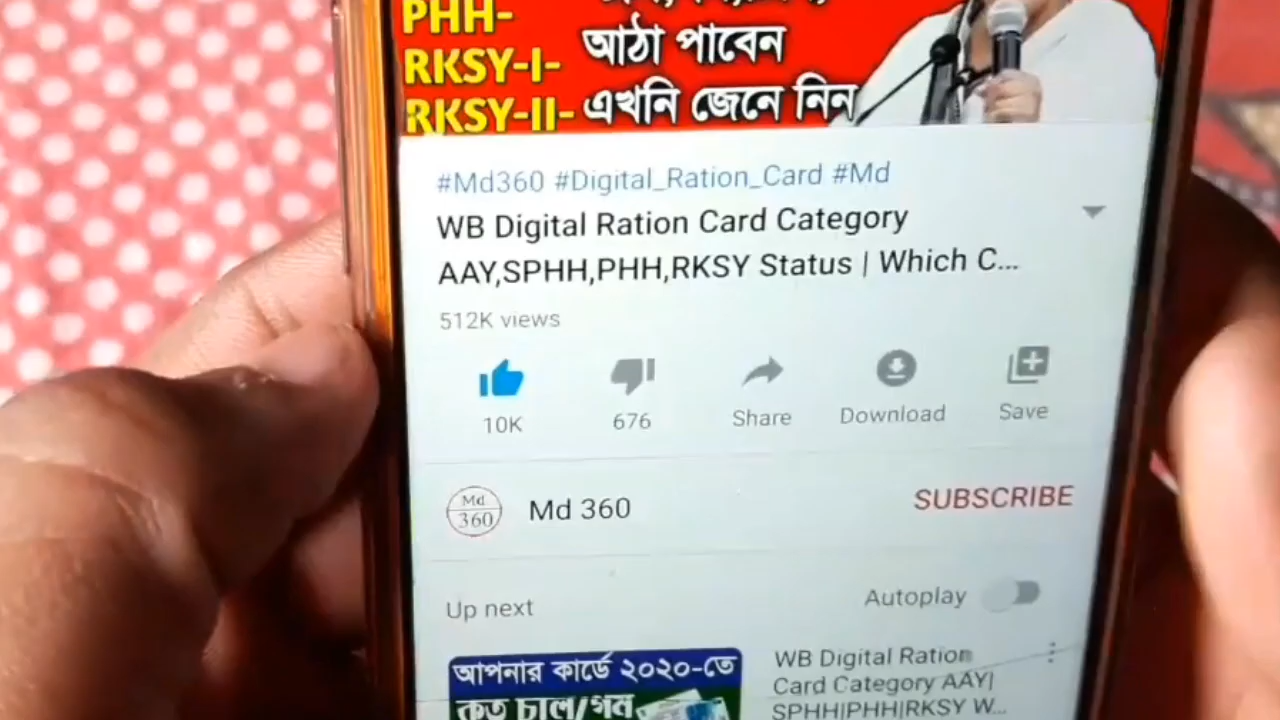 PHH-
RKSY-I- আঠা পাবেন
RKSY-II- এখনি জেনে নিন
#Md360 #Digital_Ration_Card #Md
WB Digital Ration Card Category
AAY,SPHH,PHH,RKSY Status | Which C...
512K views
10K
676
Share
Download
Save
Md
360
Md 360
SUBSCRIBE
Up next
Autoplay
আপনার কার্ডে ২০২০-তে
কত চাল/গম
WB Digital Ration
Card Category AAY|
SPHH|PHH|RKSY W...